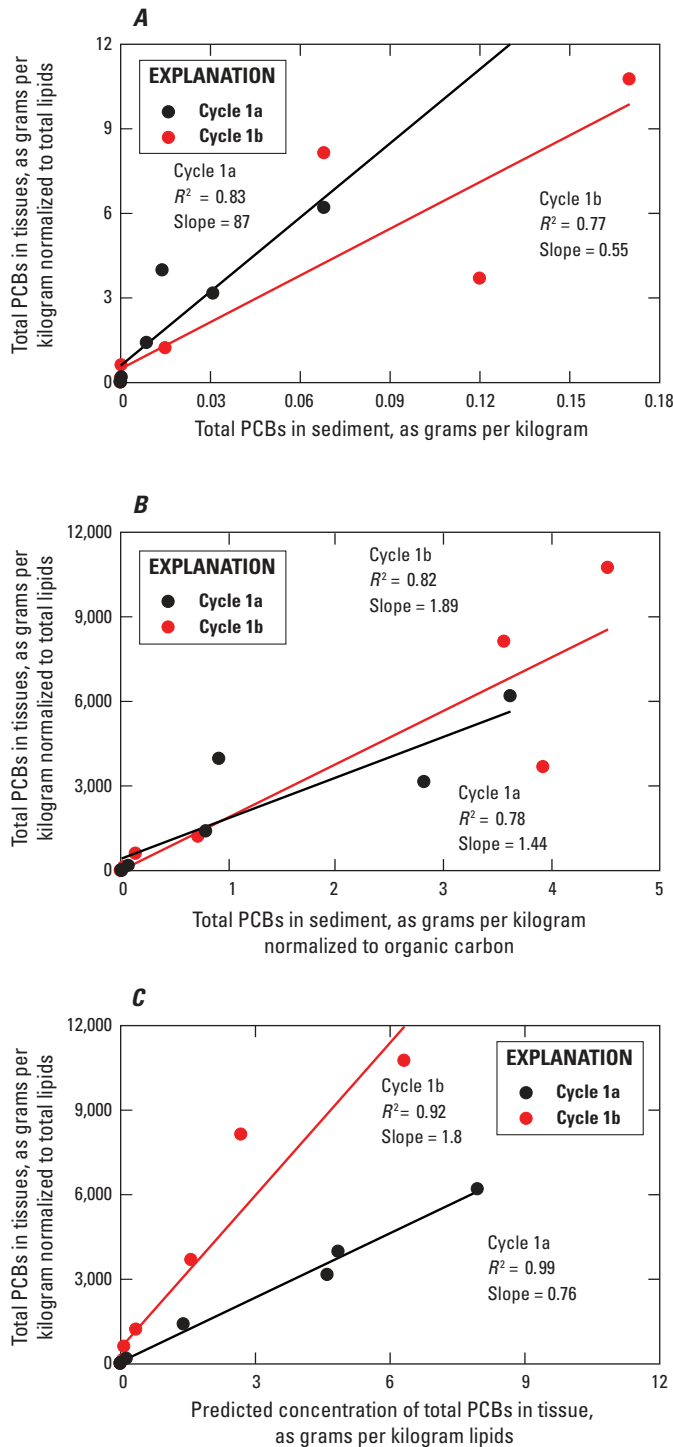 A
Total PCBs in tissues, as grams per
kilogram normalized to total lipids
12
9
6
3
0
EXPLANATION
Cycle 1a
Cycle 1b
Cycle 1a
R² = 0.83
Slope = 87
Cycle 1b
R² = 0.77
Slope = 0.55
0
0.03
0.06
0.09
0.12
0.15
0.18
Total PCBs in sediment, as grams per kilogram
B
Total PCBs in tissues, as grams per
kilogram normalized to total lipids
12,000
9,000
6,000
3,000
0
EXPLANATION
Cycle 1a
Cycle 1b
Cycle 1b
R² = 0.82
Slope = 1.89
Cycle 1a
R² = 0.78
Slope = 1.44
0
1
2
3
4
5
Total PCBs in sediment, as grams per kilogram
normalized to organic carbon
C
Total PCBs in tissues, as grams per
kilogram normalized to total lipids
12,000
9,000
6,000
3,000
0
Cycle 1b
R² = 0.92
Slope = 1.8
EXPLANATION
Cycle 1a
Cycle 1b
Cycle 1a
R² = 0.99
Slope = 0.76
0
3
6
9
12
Predicted concentration of total PCBs in tissue,
as grams per kilogram lipids